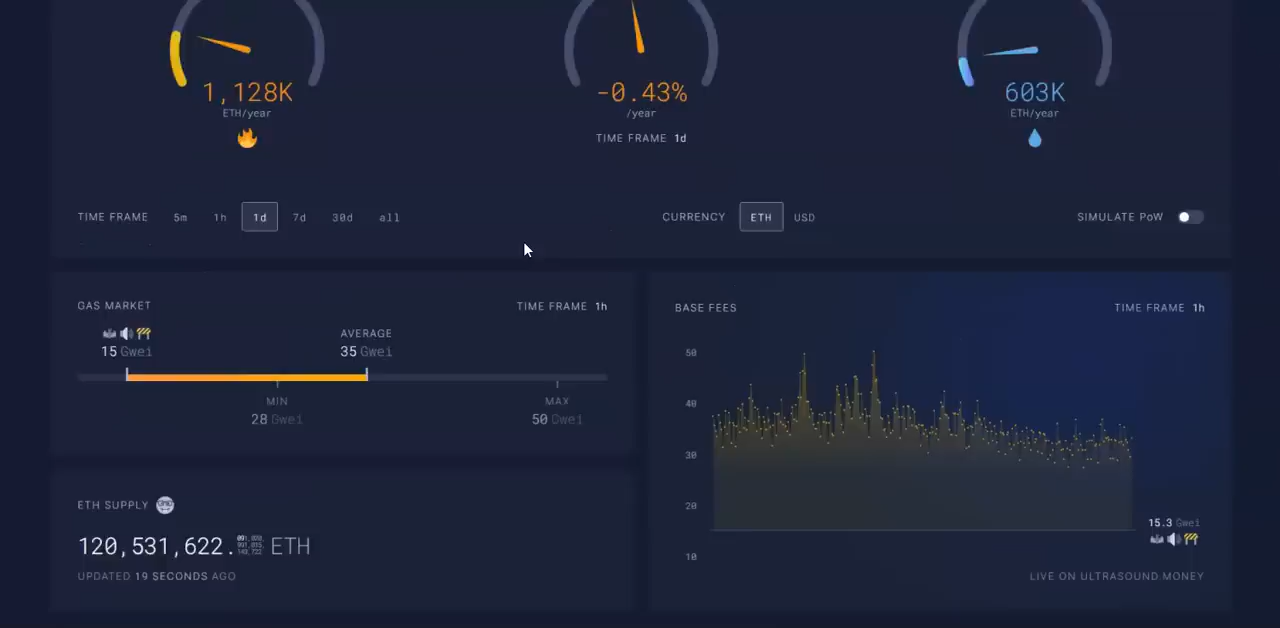 1,128K
ETH/year
-0.43%
/year
TIME FRAME 1d
603K
ETH/year
TIME FRAME 5m 1h 1d 7d 30d all
CURRENCY ETH USD
SIMULATE PoW
GAS MARKET
TIME FRAME 1h
15 Gwei
AVERAGE
35 Gwei
MIN
28 Gwei
MAX
50 Gwei
ETH SUPPLY
120,531,622. ETH
UPDATED 19 SECONDS AGO
BASE FEES
TIME FRAME 1h
50
40
30
20
10
15.3 Gwei
LIVE ON ULTRASOUND MONEY